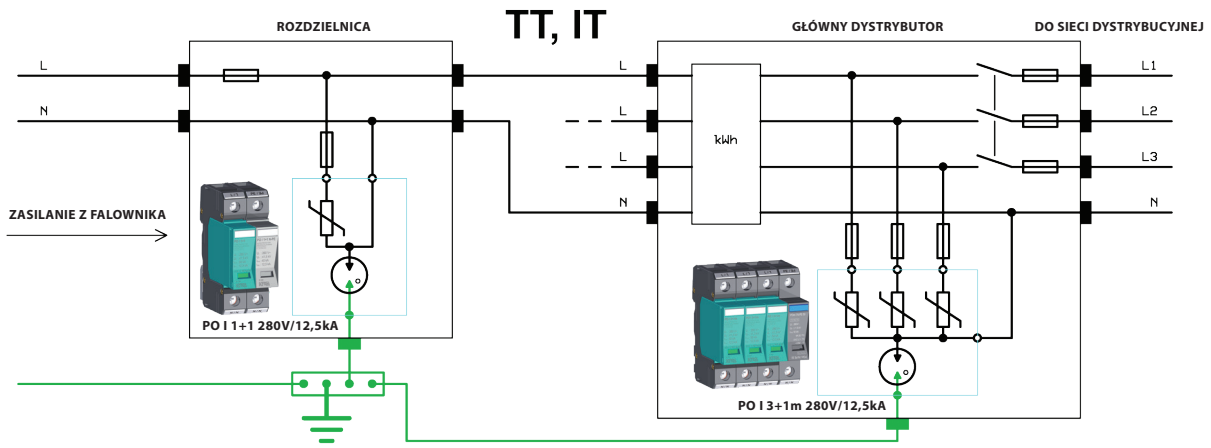 TT, IT
ROZDZIELNICA
GŁÓWNY DYSTRYBUTOR
DO SIECI DYSTRYBUCYJNEJ
L
L
L1
N
L
L2
kWh
L
L3
N
N
ZASILANIE Z FALOWNIKA
PO I 1+1 280V/12,5kA
PO I 3+1m 280V/12,5kA